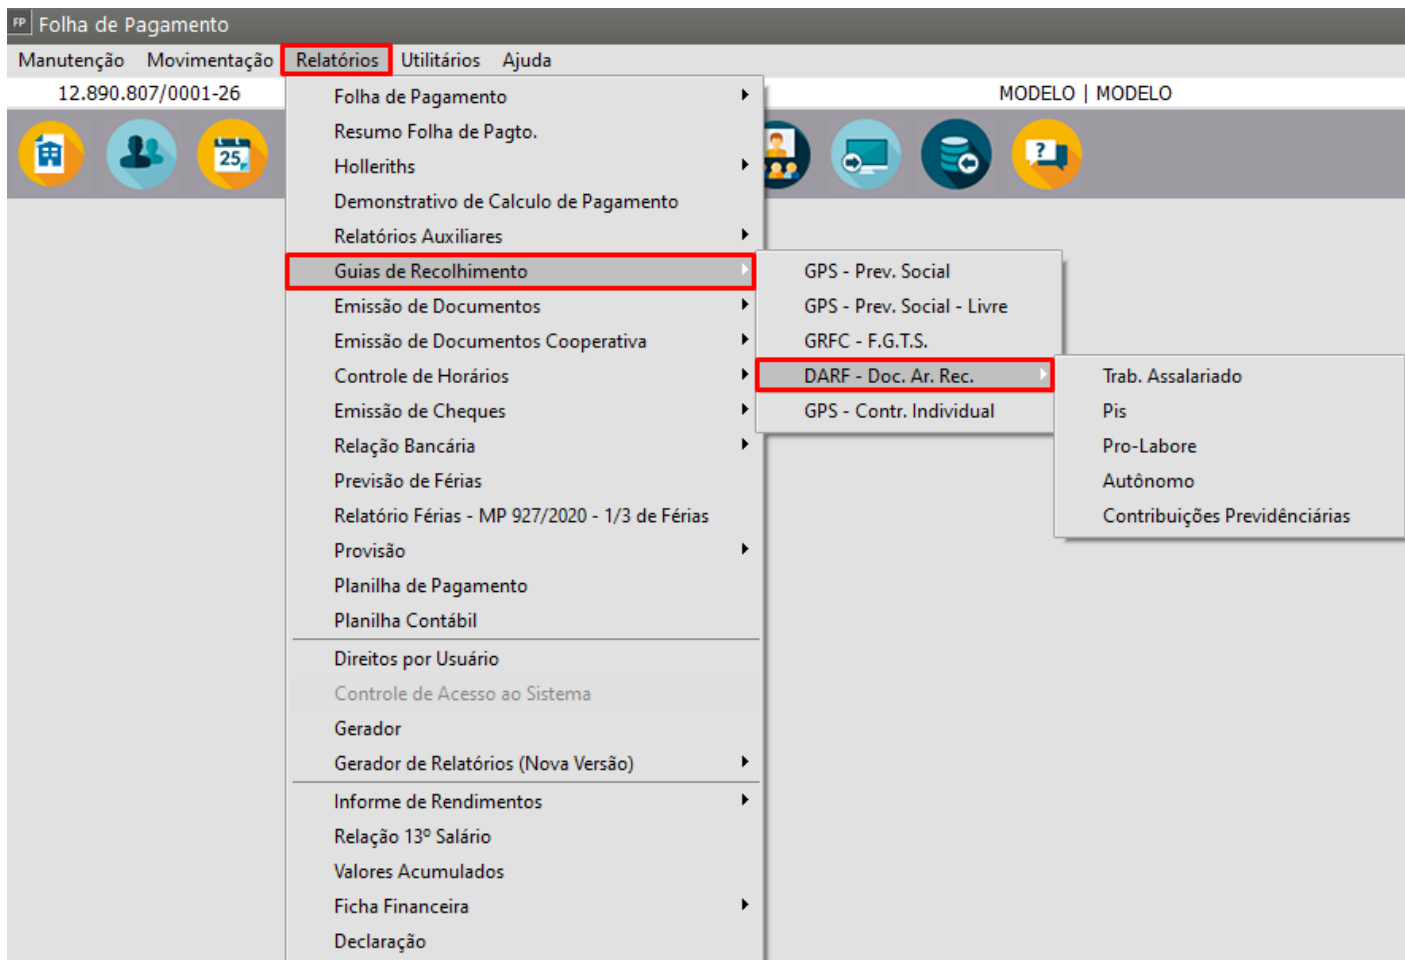 FP Folha de Pagamento
Manutenção Movimentação Relatórios Utilitários Ajuda
12.890.807/0001-26 MODELO | MODELO
25
?
Folha de Pagamento
Resumo Folha de Pagto.
Holleriths
Demonstrativo de Calculo de Pagamento
Relatórios Auxiliares
Guias de Recolhimento
Emissão de Documentos
Emissão de Documentos Cooperativa
Controle de Horários
Emissão de Cheques
Relação Bancária
Previsão de Férias
Relatório Férias - MP 927/2020 - 1/3 de Férias
Provisão
Planilha de Pagamento
Planilha Contábil
Direitos por Usuário
Controle de Acesso ao Sistema
Gerador
Gerador de Relatórios (Nova Versão)
Informe de Rendimentos
Relação 13º Salário
Valores Acumulados
Ficha Financeira
Declaração
GPS - Prev. Social
GPS - Prev. Social - Livre
GRFC - F.G.T.S.
DARF - Doc. Ar. Rec.
GPS - Contr. Individual
Trab. Assalariado
Pis
Pro-Labore
Autônomo
Contribuições Previdênciárias